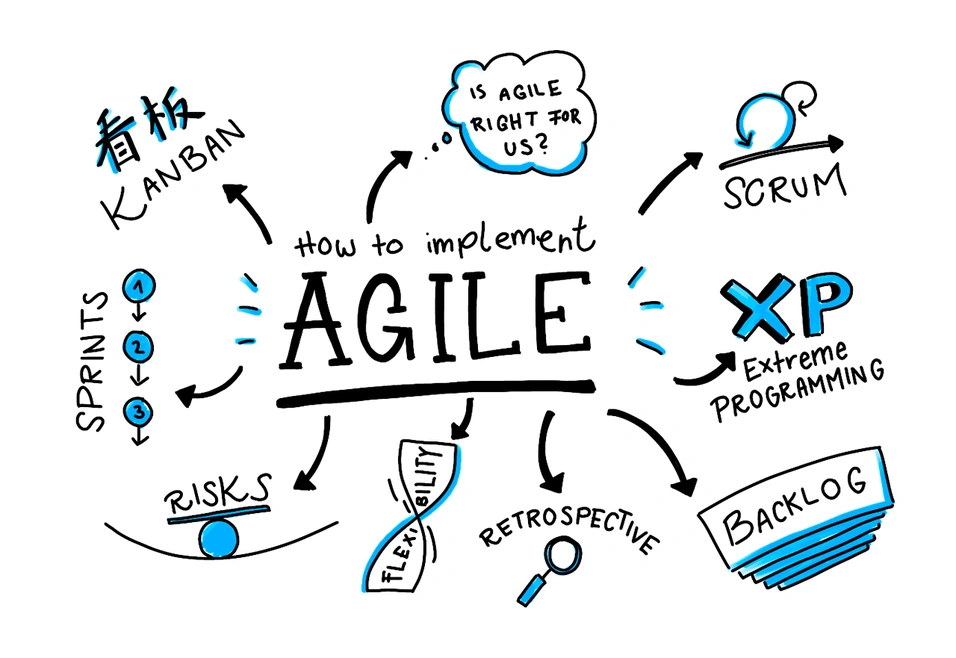 看板
KANBAN
IS AGILE
RIGHT FOR
US?
SCRUM
How to implement
AGILE
SPRINTS
1
2
3
XP
Extreme
PROGRAMMING
RISKS
FLEXIBILITY
RETROSPECTIVE
BACKLOG